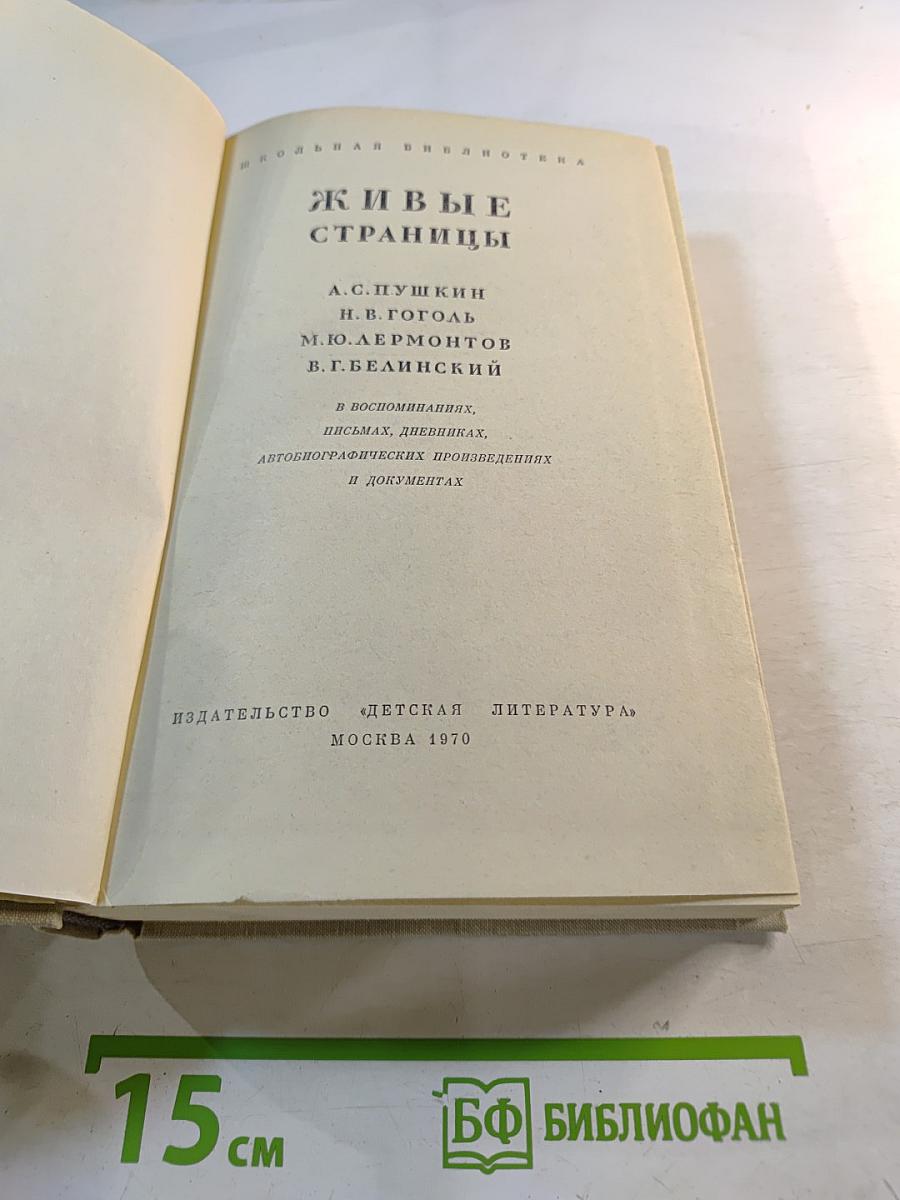 ШКОЛЬНАЯ БИБЛИОТЕКА
ЖИВЫЕ
СТРАНИЦЫ
А. С. ПУШКИН
Н. В. ГОГОЛЬ
М. Ю. ЛЕРМОНТОВ
В. Г. БЕЛИНСКИЙ
В ВОСПОМИНАНИЯХ,
ПИСЬМАХ, ДНЕВНИКАХ,
АВТОБИОГРАФИЧЕСКИХ ПРОИЗВЕДЕНИЯХ
И ДОКУМЕНТАХ
ИЗДАТЕЛЬСТВО «ДЕТСКАЯ ЛИТЕРАТУРА»
МОСКВА 1970
15 см
БФ БИБЛИОФАН